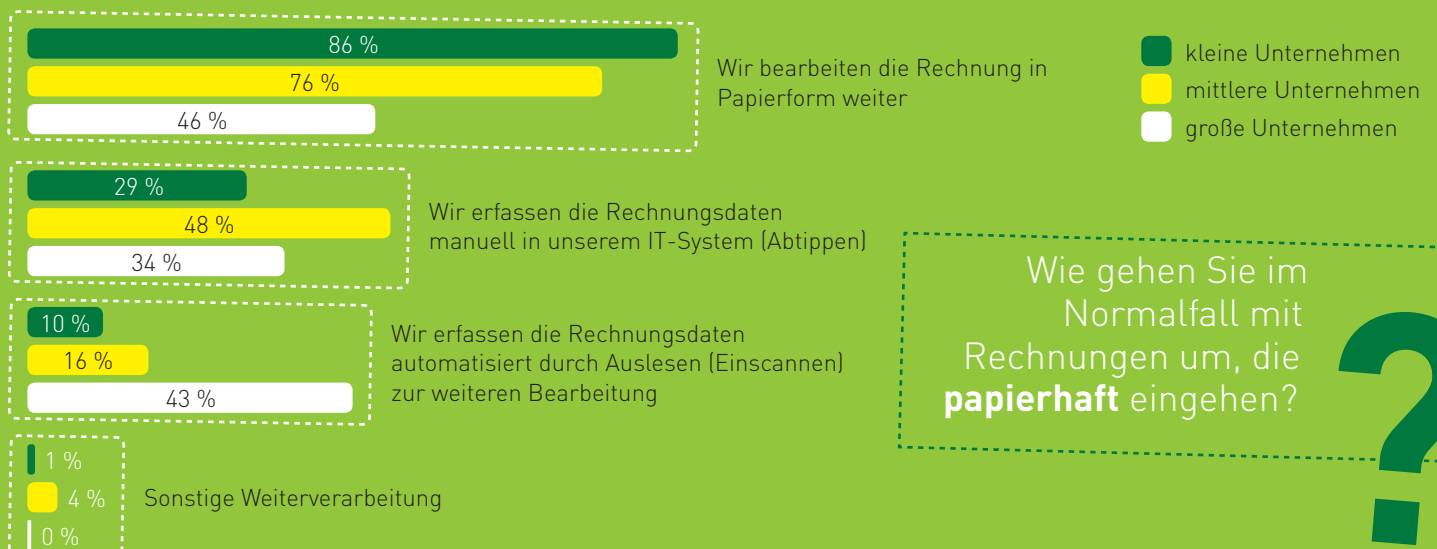 86 %
76 %
46 %
Wir bearbeiten die Rechnung in
Papierform weiter
29 %
48 %
34 %
Wir erfassen die Rechnungsdaten
manuell in unserem IT-System (Abtippen)
10 %
16 %
43 %
Wir erfassen die Rechnungsdaten
automatisiert durch Auslesen (Einscannen)
zur weiteren Bearbeitung
1 %
4 %
0 %
Sonstige Weiterverarbeitung
kleine Unternehmen
mittlere Unternehmen
große Unternehmen
Wie gehen Sie im
Normalfall mit
Rechnungen um, die
papierhaft eingehen?
?